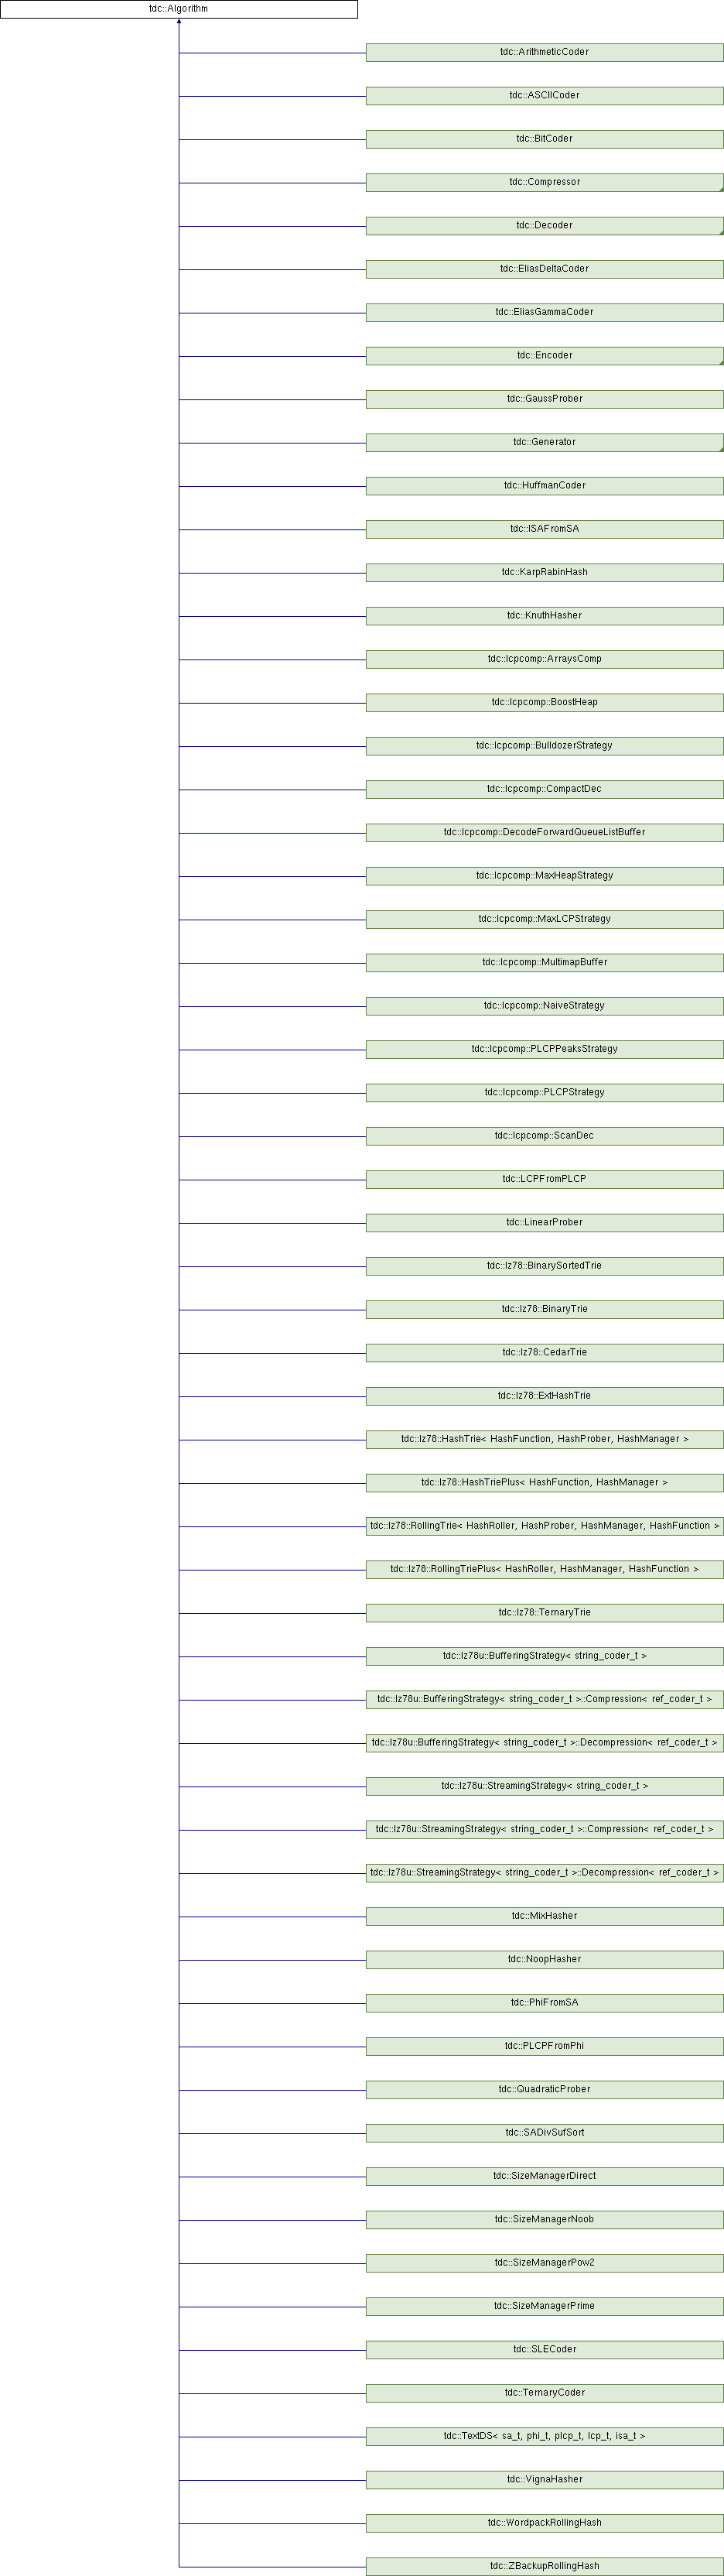 tdc::Algorithm
tdc::ArithmeticCoder
tdc::ASCIICoder
tdc::BitCoder
tdc::Compressor
tdc::Decoder
tdc::EliasDeltaCoder
tdc::EliasGammaCoder
tdc::Encoder
tdc::GaussProber
tdc::Generator
tdc::HuffmanCoder
tdc::ISAFromSA
tdc::KarpRabinHash
tdc::KnuthHasher
tdc::lcpcomp::ArraysComp
tdc::lcpcomp::BoostHeap
tdc::lcpcomp::BulldozerStrategy
tdc::lcpcomp::CompactDec
tdc::lcpcomp::DecodeForwardQueueListBuffer
tdc::lcpcomp::MaxHeapStrategy
tdc::lcpcomp::MaxLCPStrategy
tdc::lcpcomp::MultimapBuffer
tdc::lcpcomp::NaiveStrategy
tdc::lcpcomp::PLCPPeaksStrategy
tdc::lcpcomp::PLCPStrategy
tdc::lcpcomp::ScanDec
tdc::LCPFromPLCP
tdc::LinearProber
tdc::lz78::BinarySortedTrie
tdc::lz78::BinaryTrie
tdc::lz78::CedarTrie
tdc::lz78::ExtHashTrie
tdc::lz78::HashTrie< HashFunction, HashProber, HashManager >
tdc::lz78::HashTriePlus< HashFunction, HashManager >
tdc::lz78::RollingTrie< HashRoller, HashProber, HashManager, HashFunction >
tdc::lz78::RollingTriePlus< HashRoller, HashManager, HashFunction >
tdc::lz78::TernaryTrie
tdc::lz78u::BufferingStrategy< string_coder_t >
tdc::lz78u::BufferingStrategy< string_coder_t >::Compression< ref_coder_t >
tdc::lz78u::BufferingStrategy< string_coder_t >::Decompression< ref_coder_t >
tdc::lz78u::StreamingStrategy< string_coder_t >
tdc::lz78u::StreamingStrategy< string_coder_t >::Compression< ref_coder_t >
tdc::lz78u::StreamingStrategy< string_coder_t >::Decompression< ref_coder_t >
tdc::MixHasher
tdc::NoopHasher
tdc::PhiFromSA
tdc::PLCPFromPhi
tdc::QuadraticProber
tdc::SADivSufSort
tdc::SizeManagerDirect
tdc::SizeManagerNoob
tdc::SizeManagerPow2
tdc::SizeManagerPrime
tdc::SLECoder
tdc::TernaryCoder
tdc::TextDS< sa_t, phi_t, plcp_t, lcp_t, isa_t >
tdc::VignaHasher
tdc::WordpackRollingHash
tdc::ZBackupRollingHash